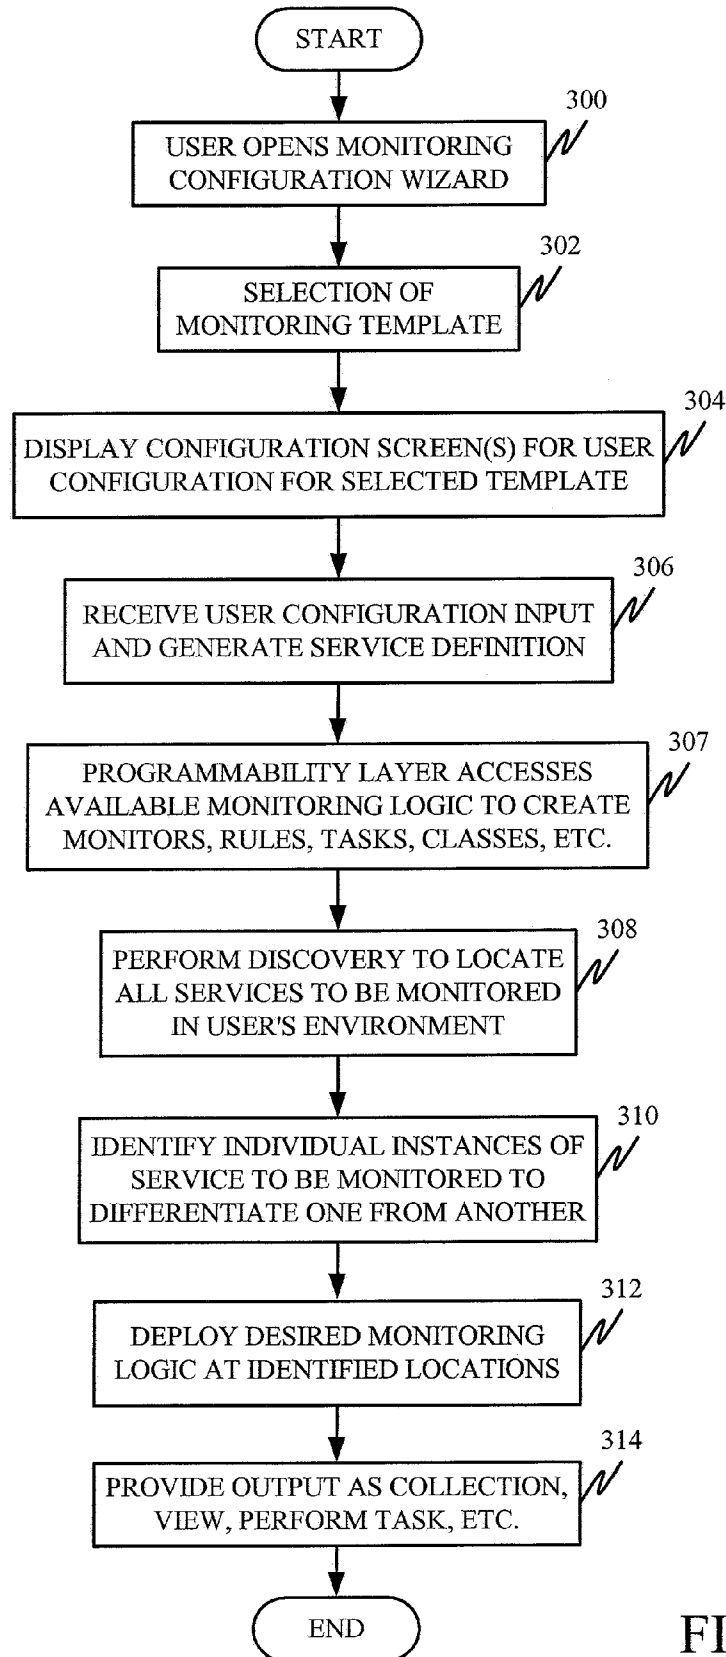 START
300
USER OPENS MONITORING
CONFIGURATION WIZARD
302
SELECTION OF
MONITORING TEMPLATE
304
DISPLAY CONFIGURATION SCREEN(S) FOR USER
CONFIGURATION FOR SELECTED TEMPLATE
306
RECEIVE USER CONFIGURATION INPUT
AND GENERATE SERVICE DEFINITION
307
PROGRAMMABILITY LAYER ACCESSES
AVAILABLE MONITORING LOGIC TO CREATE
MONITORS, RULES, TASKS, CLASSES, ETC.
308
PERFORM DISCOVERY TO LOCATE
ALL SERVICES TO BE MONITORED
IN USER'S ENVIRONMENT
310
IDENTIFY INDIVIDUAL INSTANCES OF
SERVICE TO BE MONITORED TO
DIFFERENTIATE ONE FROM ANOTHER
312
DEPLOY DESIRED MONITORING
LOGIC AT IDENTIFIED LOCATIONS
314
PROVIDE OUTPUT AS COLLECTION,
VIEW, PERFORM TASK, ETC.
END
FI